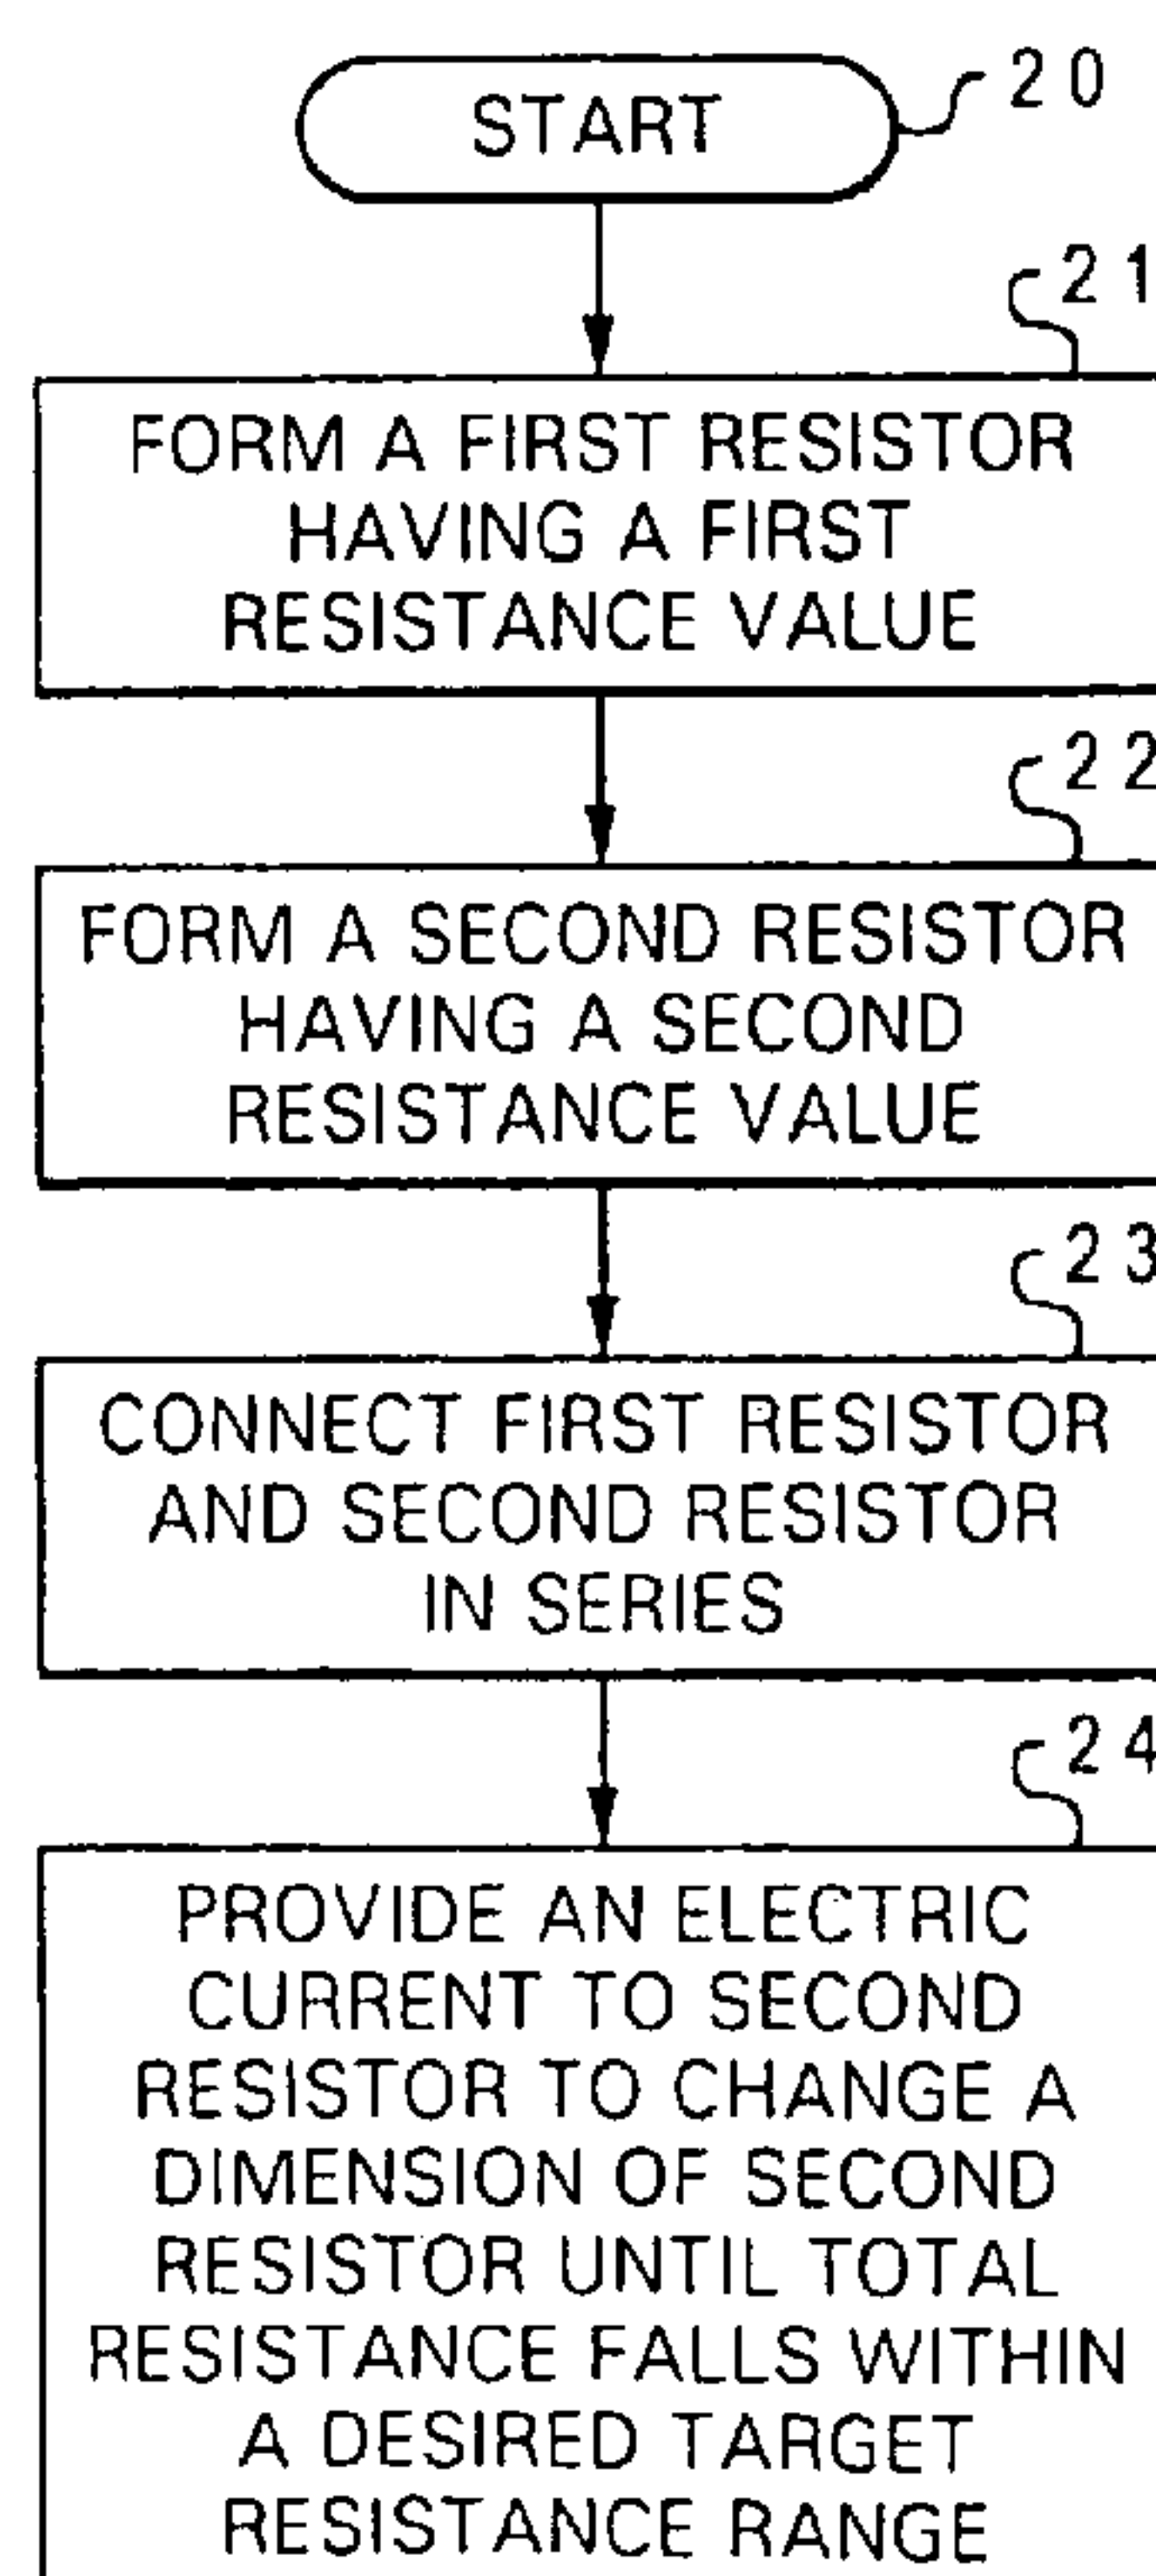 START
20
21
FORM A FIRST RESISTOR
HAVING A FIRST
RESISTANCE VALUE
22
FORM A SECOND RESISTOR
HAVING A SECOND
RESISTANCE VALUE
23
CONNECT FIRST RESISTOR
AND SECOND RESISTOR
IN SERIES
24
PROVIDE AN ELECTRIC
CURRENT TO SECOND
RESISTOR TO CHANGE A
DIMENSION OF SECOND
RESISTOR UNTIL TOTAL
RESISTANCE FALLS WITHIN
A DESIRED TARGET
RESISTANCE RANGE